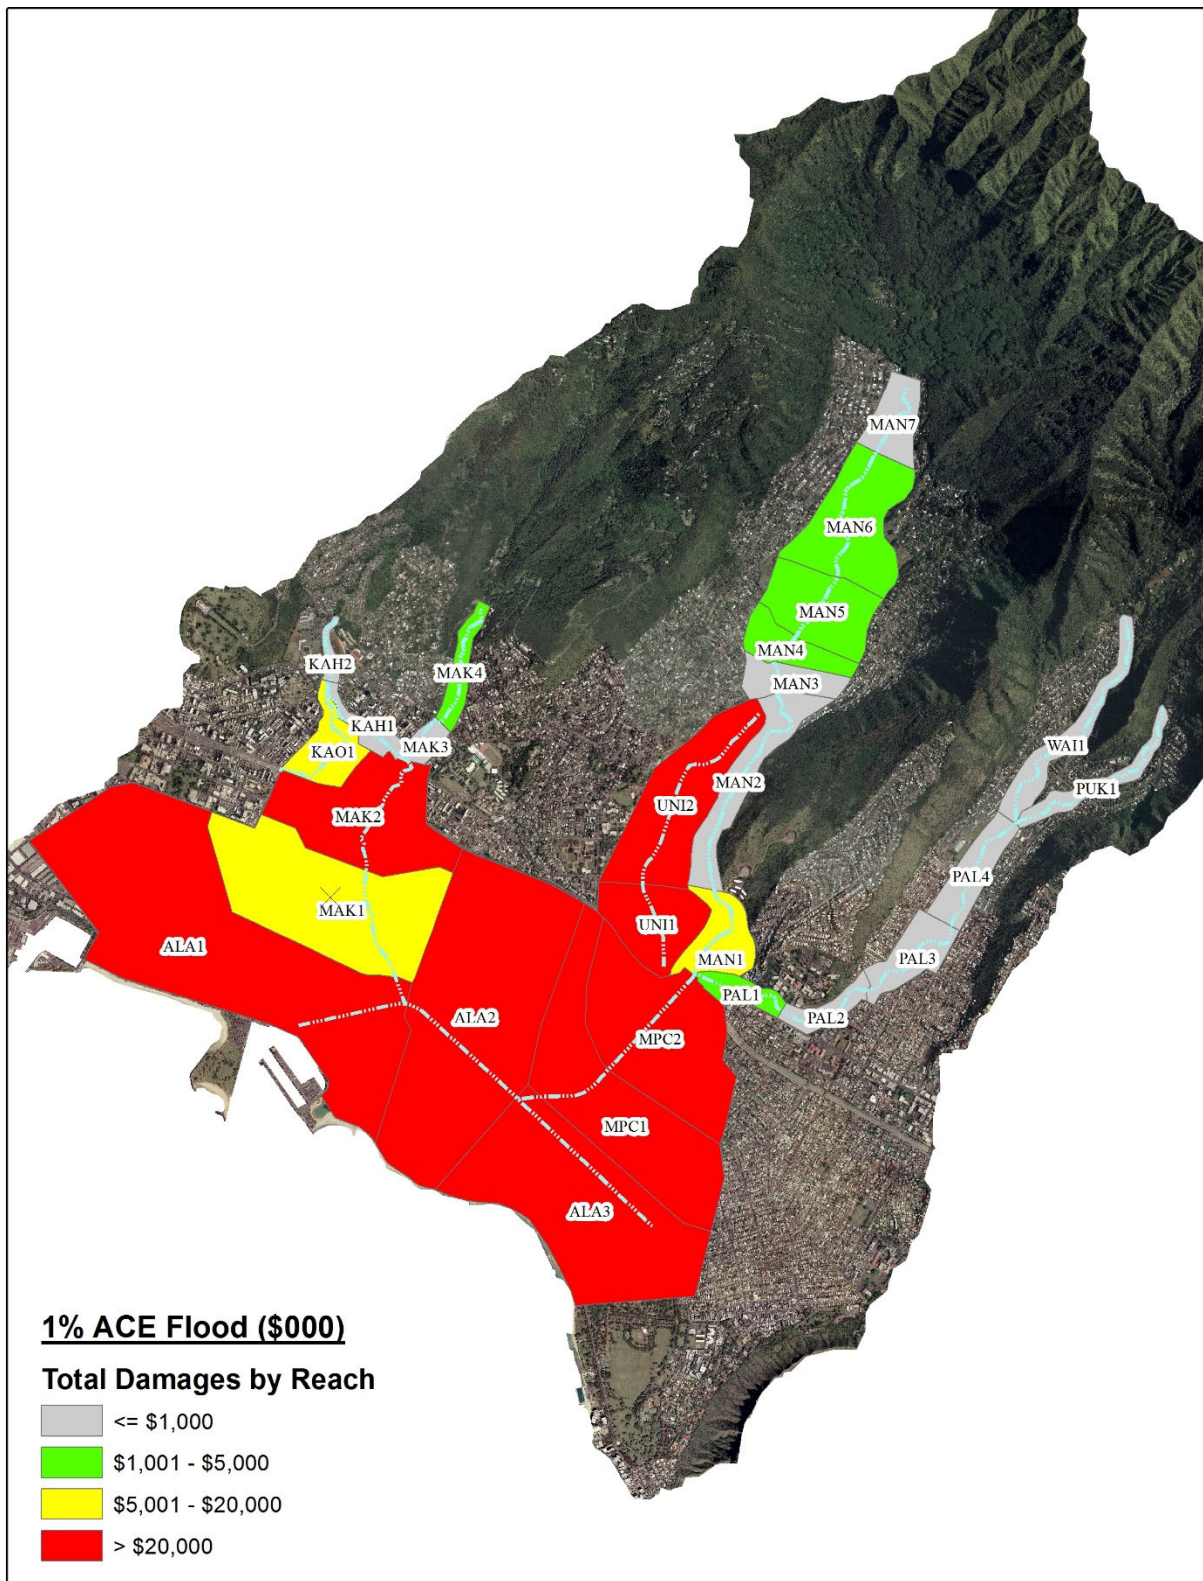 MAN7
MAN6
MAN5
MAN4
MAN3
KAH2
MAK4
KAH1
MAK3
KAO1
MAN2
WAI1
PUK1
UNI2
MAK2
PAL4
MAK1
UNI1
ALA1
MAN1
PAL3
PAL1
PAL2
ALA2
MPC2
MPC1
ALA3
1% ACE Flood ($000)
Total Damages by Reach
<= $1,000
$1,001 - $5,000
$5,001 - $20,000
> $20,000